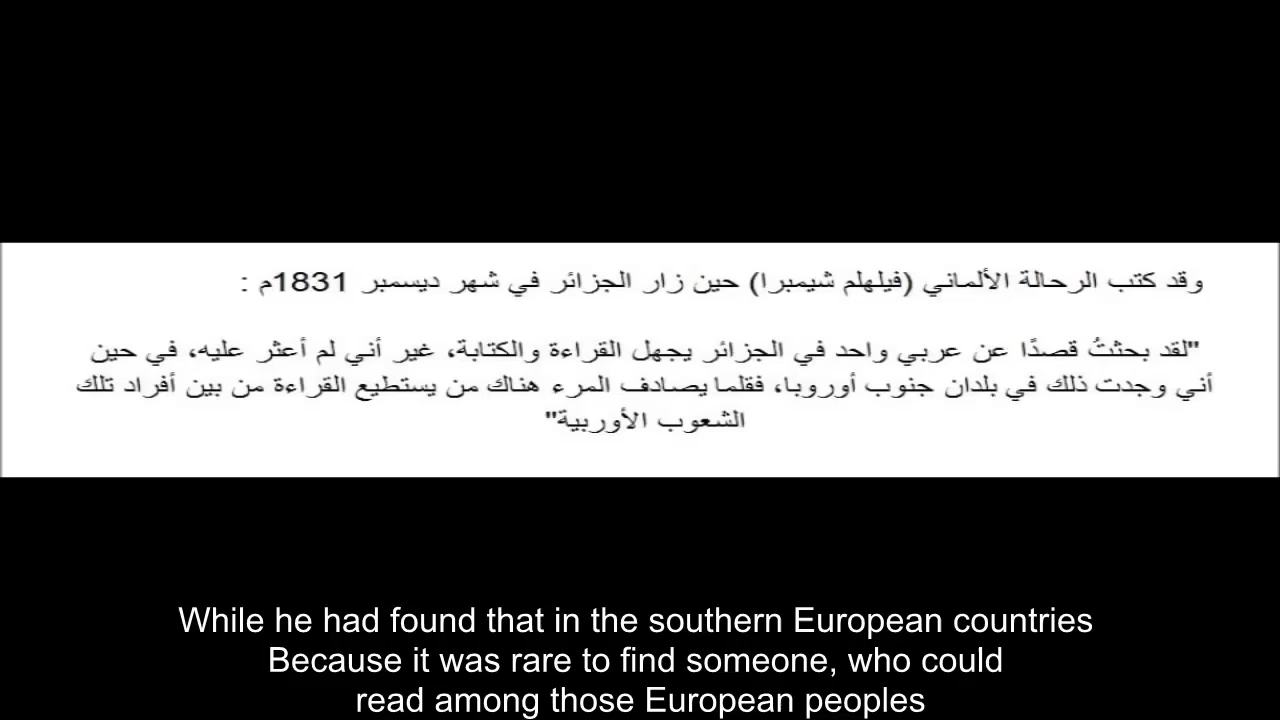 وقد كتب الرحالة الألماني (فيلهلم شيمبرا) حين زار الجزائر في شهر ديسمبر 1831م :
"لقد بحثتُ قصدًا عن عربي واحد في الجزائر يجهل القراءة والكتابة، غير أني لم أعثر عليه، في حين
أني وجدت ذلك في بلدان جنوب أوروبا، فقلما يصادف المرء هناك من يستطيع القراءة من بين أفراد تلك
الشعوب الأوربية"
While he had found that in the southern European countries
Because it was rare to find someone, who could
read among those European peoples